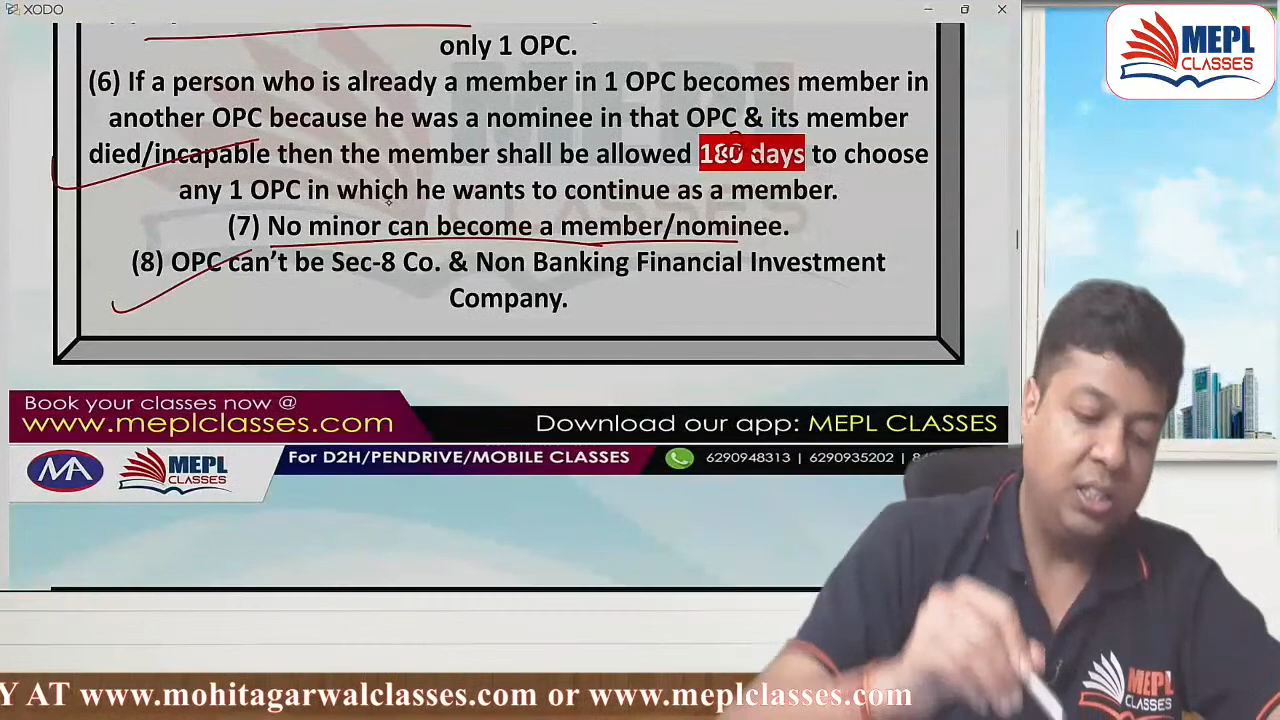 XODO
only 1 OPC.
(6) If a person who is already a member in 1 OPC becomes member in
another OPC because he was a nominee in that OPC & its member
died/incapable then the member shall be allowed 180 days to choose
any 1 OPC in which he wants to continue as a member.
(7) No minor can become a member/nominee.
(8) OPC can't be Sec-8 Co. & Non Banking Financial Investment
Company.
MEPL
CLASSES
Book your classes now @
www.meplclasses.com
Download our app: MEPL CLASSES
MA
MEPL
CLASSES
For D2H/PENDRIVE/MOBILE CLASSES
6290948313 | 6290935202 |
MEPL
CLASSES
Y AT www.mohitagarwalclasses.com or www.meplclasses.com